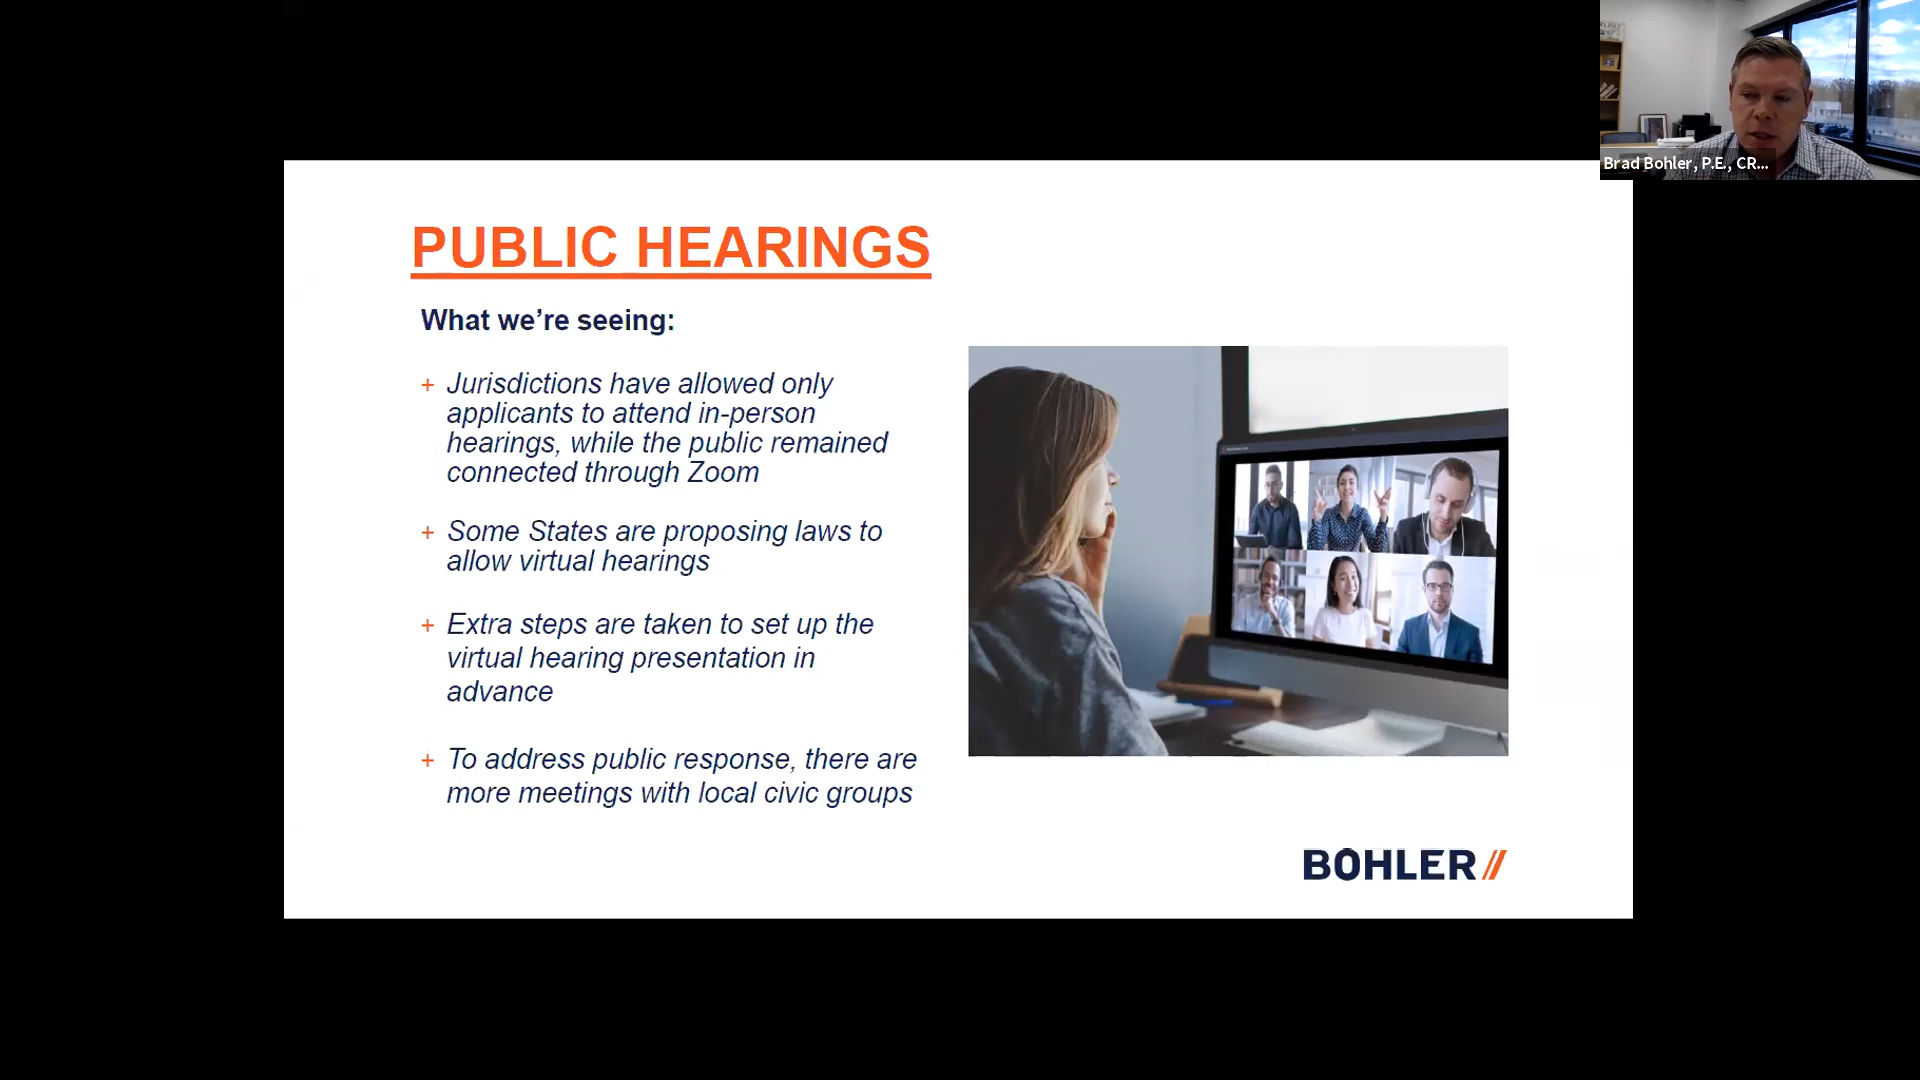 Brad Bohler, P.E., CR...
PUBLIC HEARINGS
What we're seeing:
+ Jurisdictions have allowed only
applicants to attend in-person
hearings, while the public remained
connected through Zoom
+ Some States are proposing laws to
allow virtual hearings
+ Extra steps are taken to set up the
virtual hearing presentation in
advance
+ To address public response, there are
more meetings with local civic groups
BOHLER//